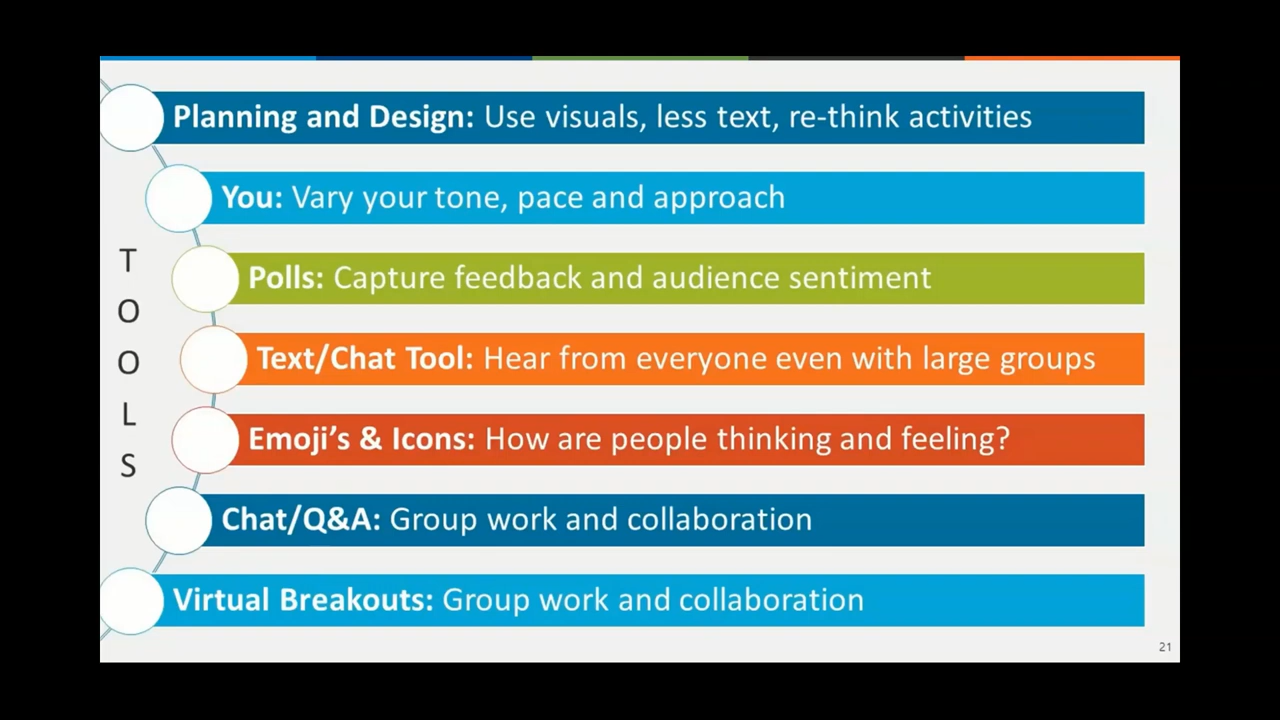 Planning and Design: Use visuals, less text, re-think activities
You: Vary your tone, pace and approach
Polls: Capture feedback and audience sentiment
Text/Chat Tool: Hear from everyone even with large groups
Emoji’s & Icons: How are people thinking and feeling?
Chat/Q&A: Group work and collaboration
Virtual Breakouts: Group work and collaboration
T
O
O
L
S
21